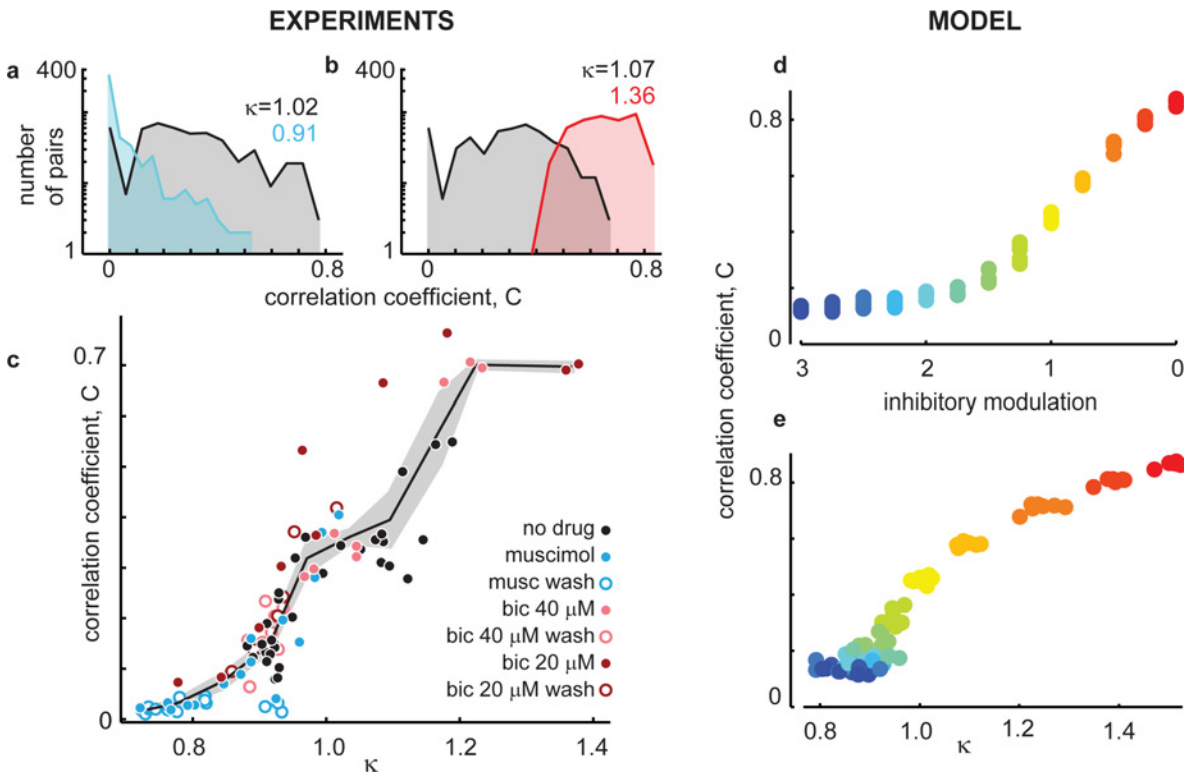 EXPERIMENTS
MODEL
a
400
number
of pairs
1
κ=1.02
0.91
0
0.8
b
400
κ=1.07
1.36
1
0
0.8
correlation coefficient, C
c
0.7
correlation coefficient, C
0
no drug
muscimol
musc wash
bic 40 μM
bic 40 μM wash
bic 20 μM
bic 20 μM wash
0.8
1.0
1.2
1.4
κ
d
0.8
0
3
2
1
0
inhibitory modulation
correlation coefficient, C
e
0.8
0
0.8
1.0
1.2
1.4
κ